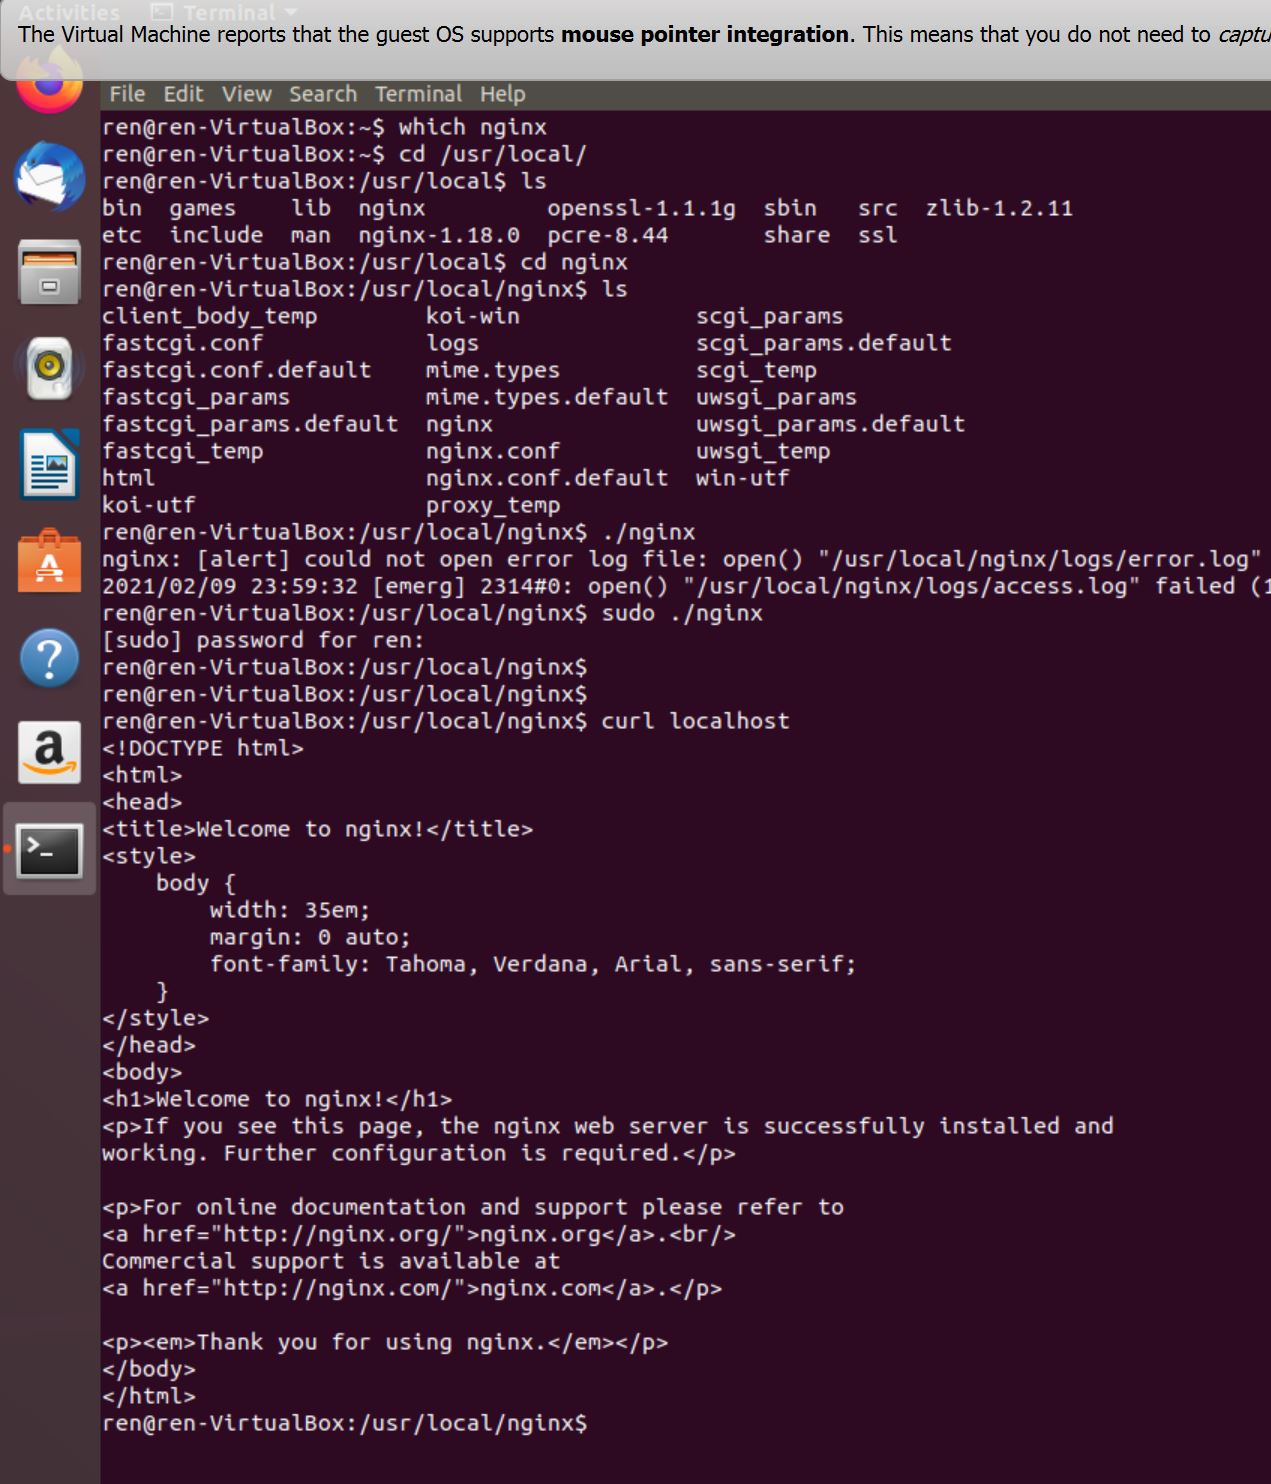 Activities Terminal
The Virtual Machine reports that the guest OS supports mouse pointer integration. This means that you do not need to captu
File Edit View Search Terminal Help
ren@ren-VirtualBox:~$ which nginx
ren@ren-VirtualBox:~$ cd /usr/local/
ren@ren-VirtualBox:/usr/local$ ls
bin games lib nginx openssl-1.1.1g sbin src zlib-1.2.11
etc include man nginx-1.18.0 pcre-8.44 share ssl
ren@ren-VirtualBox:/usr/local$ cd nginx
ren@ren-VirtualBox:/usr/local/nginx$ ls
client_body_temp koi-win scgi_params
fastcgi.conf logs scgi_params.default
fastcgi.conf.default mime.types scgi_temp
fastcgi_params mime.types.default uwsgi_params
fastcgi_params.default nginx uwsgi_params.default
fastcgi_temp nginx.conf uwsgi_temp
html nginx.conf.default win-utf
koi-utf proxy_temp
ren@ren-VirtualBox:/usr/local/nginx$ ./nginx
nginx: [alert] could not open error log file: open() "/usr/local/nginx/logs/error.log"
2021/02/09 23:59:32 [emerg] 2314#0: open() "/usr/local/nginx/logs/access.log" failed (1
ren@ren-VirtualBox:/usr/local/nginx$ sudo ./nginx
[sudo] password for ren:
ren@ren-VirtualBox:/usr/local/nginx$
ren@ren-VirtualBox:/usr/local/nginx$
ren@ren-VirtualBox:/usr/local/nginx$ curl localhost
<!DOCTYPE html>
<html>
<head>
<title>Welcome to nginx!</title>
<style>
    body {
        width: 35em;
        margin: 0 auto;
        font-family: Tahoma, Verdana, Arial, sans-serif;
    }
</style>
</head>
<body>
<h1>Welcome to nginx!</h1>
<p>If you see this page, the nginx web server is successfully installed and
working. Further configuration is required.</p>

<p>For online documentation and support please refer to
<a href="http://nginx.org/">nginx.org</a>.<br/>
Commercial support is available at
<a href="http://nginx.com/">nginx.com</a>.</p>

<p><em>Thank you for using nginx.</em></p>
</body>
</html>
ren@ren-VirtualBox:/usr/local/nginx$